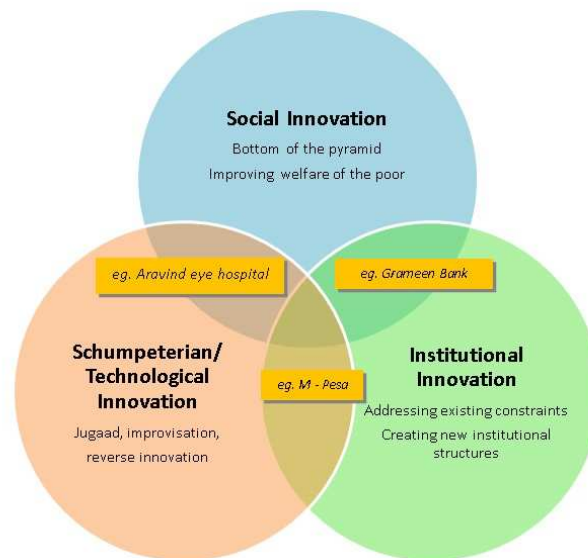 Social Innovation
Bottom of the pyramid
Improving welfare of the poor
eg. Aravind eye hospital
eg. Grameen Bank
Schumpeterian/
Technological
Innovation
Jugaad, improvisation,
reverse innovation
eg. M - Pesa
Institutional
Innovation
Addressing existing constraints
Creating new institutional
structures